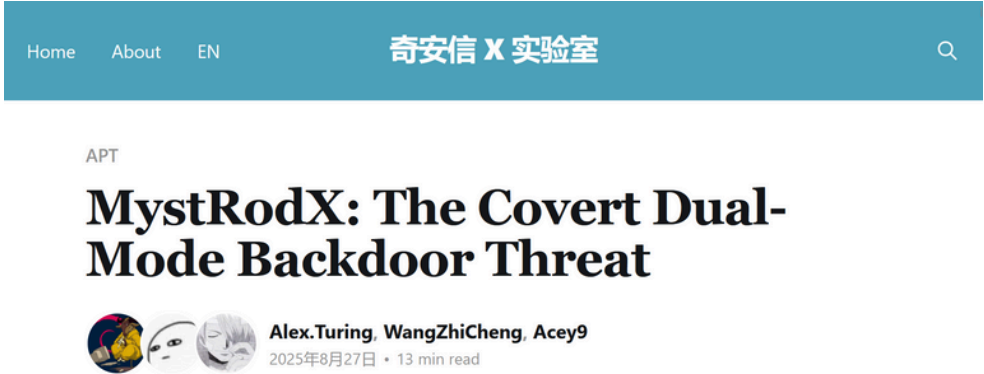 Home About EN 奇安信 X 实验室
APT
MystRodX: The Covert Dual-
Mode Backdoor Threat
Alex.Turing, WangZhiCheng, Acey9
2025年8月27日 • 13 min read